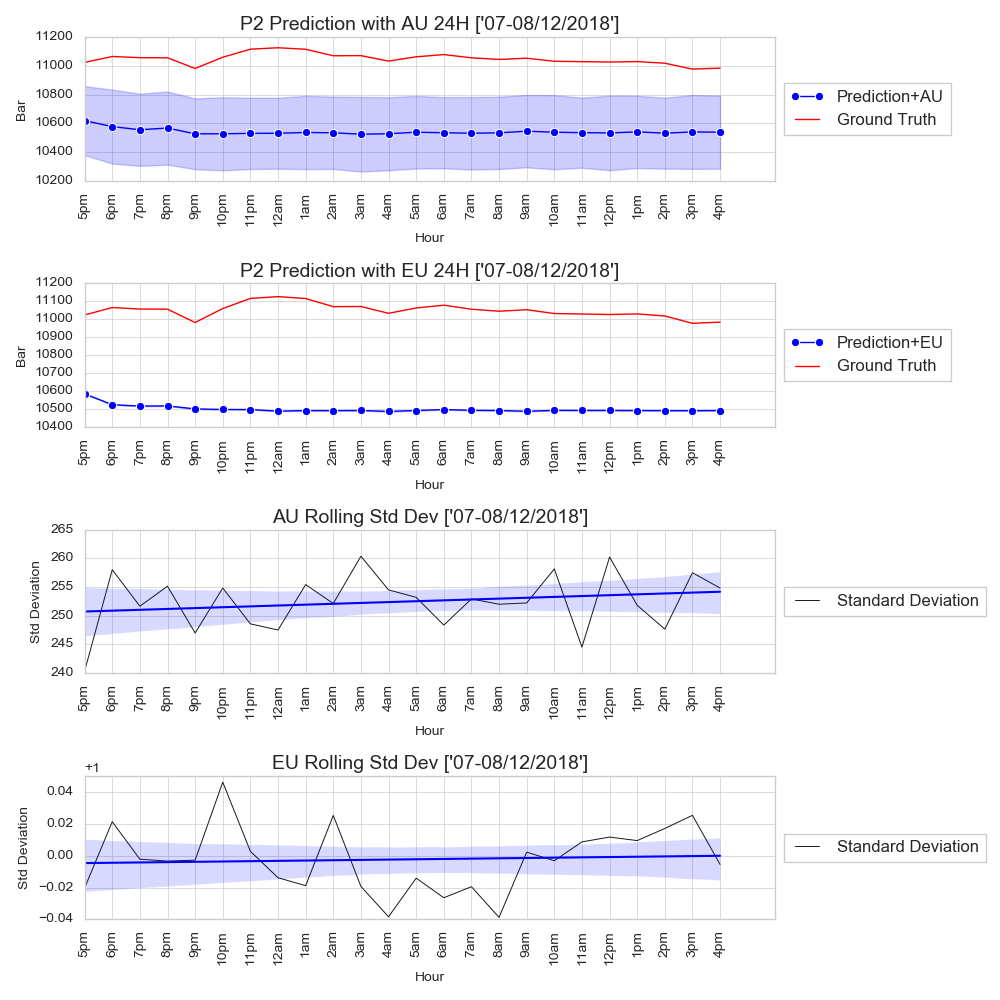 P2 Prediction with AU 24H ['07-08/12/2018']
11200
11000
10800
10600
10400
10200
Bar
5pm 6pm 7pm 8pm 9pm 10pm 11pm 12am 1am 2am 3am 4am 5am 6am 7am 8am 9am 10am 11am 12pm 1pm 2pm 3pm 4pm
Hour
Prediction+AU
Ground Truth
P2 Prediction with EU 24H ['07-08/12/2018']
11200
11100
11000
10900
10800
10700
10600
10500
10400
Bar
5pm 6pm 7pm 8pm 9pm 10pm 11pm 12am 1am 2am 3am 4am 5am 6am 7am 8am 9am 10am 11am 12pm 1pm 2pm 3pm 4pm
Hour
Prediction+EU
Ground Truth
AU Rolling Std Dev ['07-08/12/2018']
265
260
255
250
245
240
Std Deviation
5pm 6pm 7pm 8pm 9pm 10pm 11pm 12am 1am 2am 3am 4am 5am 6am 7am 8am 9am 10am 11am 12pm 1pm 2pm 3pm 4pm
Hour
Standard Deviation
EU Rolling Std Dev ['07-08/12/2018']
+1
0.04
0.02
0.00
−0.02
−0.04
Std Deviation
5pm 6pm 7pm 8pm 9pm 10pm 11pm 12am 1am 2am 3am 4am 5am 6am 7am 8am 9am 10am 11am 12pm 1pm 2pm 3pm 4pm
Hour
Standard Deviation